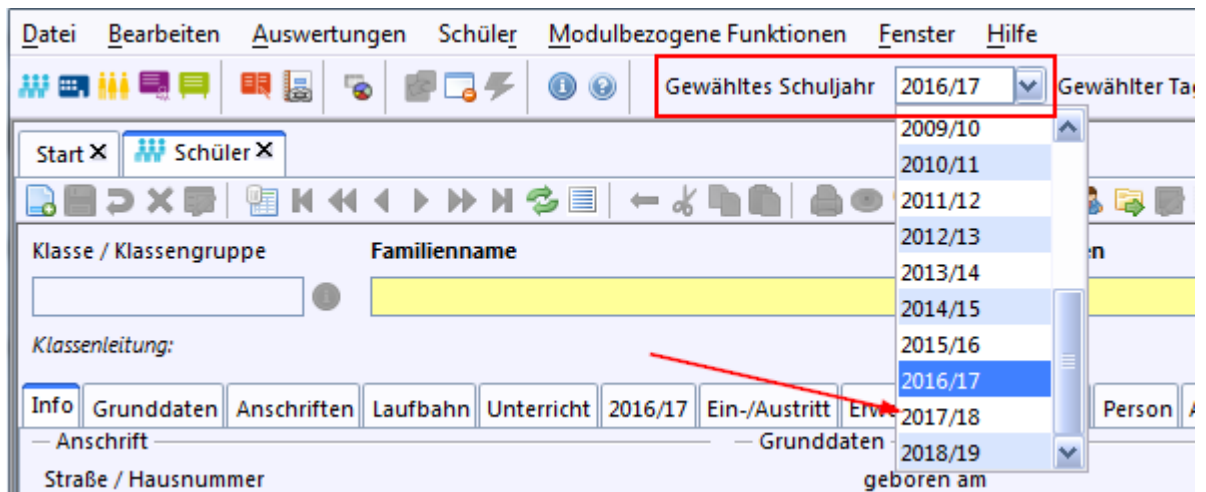 Datei Bearbeiten Auswertungen Schüler Modulbezogene Funktionen Fenster Hilfe
Gewähltes Schuljahr 2016/17 Gewählter
2009/10
Start Schüler
2010/11
2011/12
2012/13
Klasse / Klassengruppe Familienname
2013/14
2014/15
Klassenleitung: 2015/16
2016/17
Info Grunddaten Anschriften Laufbahn Unterricht 2016/17 Ein-/Austritt 2017/18 Person
Anschrift Grunddaten
2018/19
Straße / Hausnummer geboren am